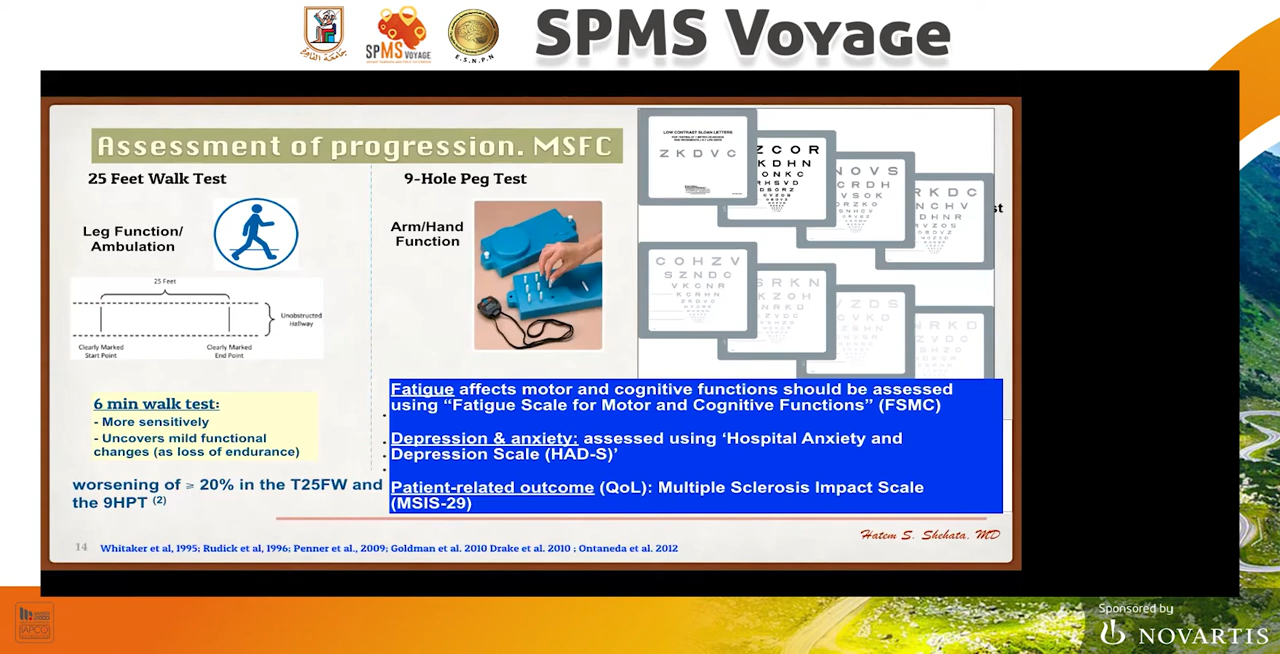 SPMS Voyage
جامعة القاهرة
SPMS VOYAGE
E.S.N.P.N
Assessment of progression. MSFC
25 Feet Walk Test
Leg Function/
Ambulation
25 Feet
Unobstructed
Hallway
Clearly Marked
Start Point
Clearly Marked
End Point
6 min walk test:
- More sensitively
- Uncovers mild functional
changes (as loss of endurance)
worsening of ≥ 20% in the T25FW and
the 9HPT (2)
9-Hole Peg Test
Arm/Hand
Function
LOW CONTRAST SLOAN LETTERS
Z K D V C
Z C O R
K D H N
O N K C
R H S V D
N O V S
C R D H
V S O K
R K D C
N C H V
D H N R
st
C O H Z V
S Z N D C
V K C N R
K C R H N
Z K D V C
S R K N
K Z O H
N R K D
V Z D S
C V K D
N R K D
Fatigue affects motor and cognitive functions should be assessed
using “Fatigue Scale for Motor and Cognitive Functions” (FSMC)
Depression & anxiety: assessed using ‘Hospital Anxiety and
Depression Scale (HAD-S)’
Patient-related outcome (QoL): Multiple Sclerosis Impact Scale
(MSIS-29)
Hatem S. Shehata, MD
14
Whitaker et al, 1995; Rudick et al, 1996; Penner et al., 2009; Goldman et al. 2010 Drake et al. 2010 ; Ontaneda et al. 2012
IAPCO
Sponsored by
NOVARTIS